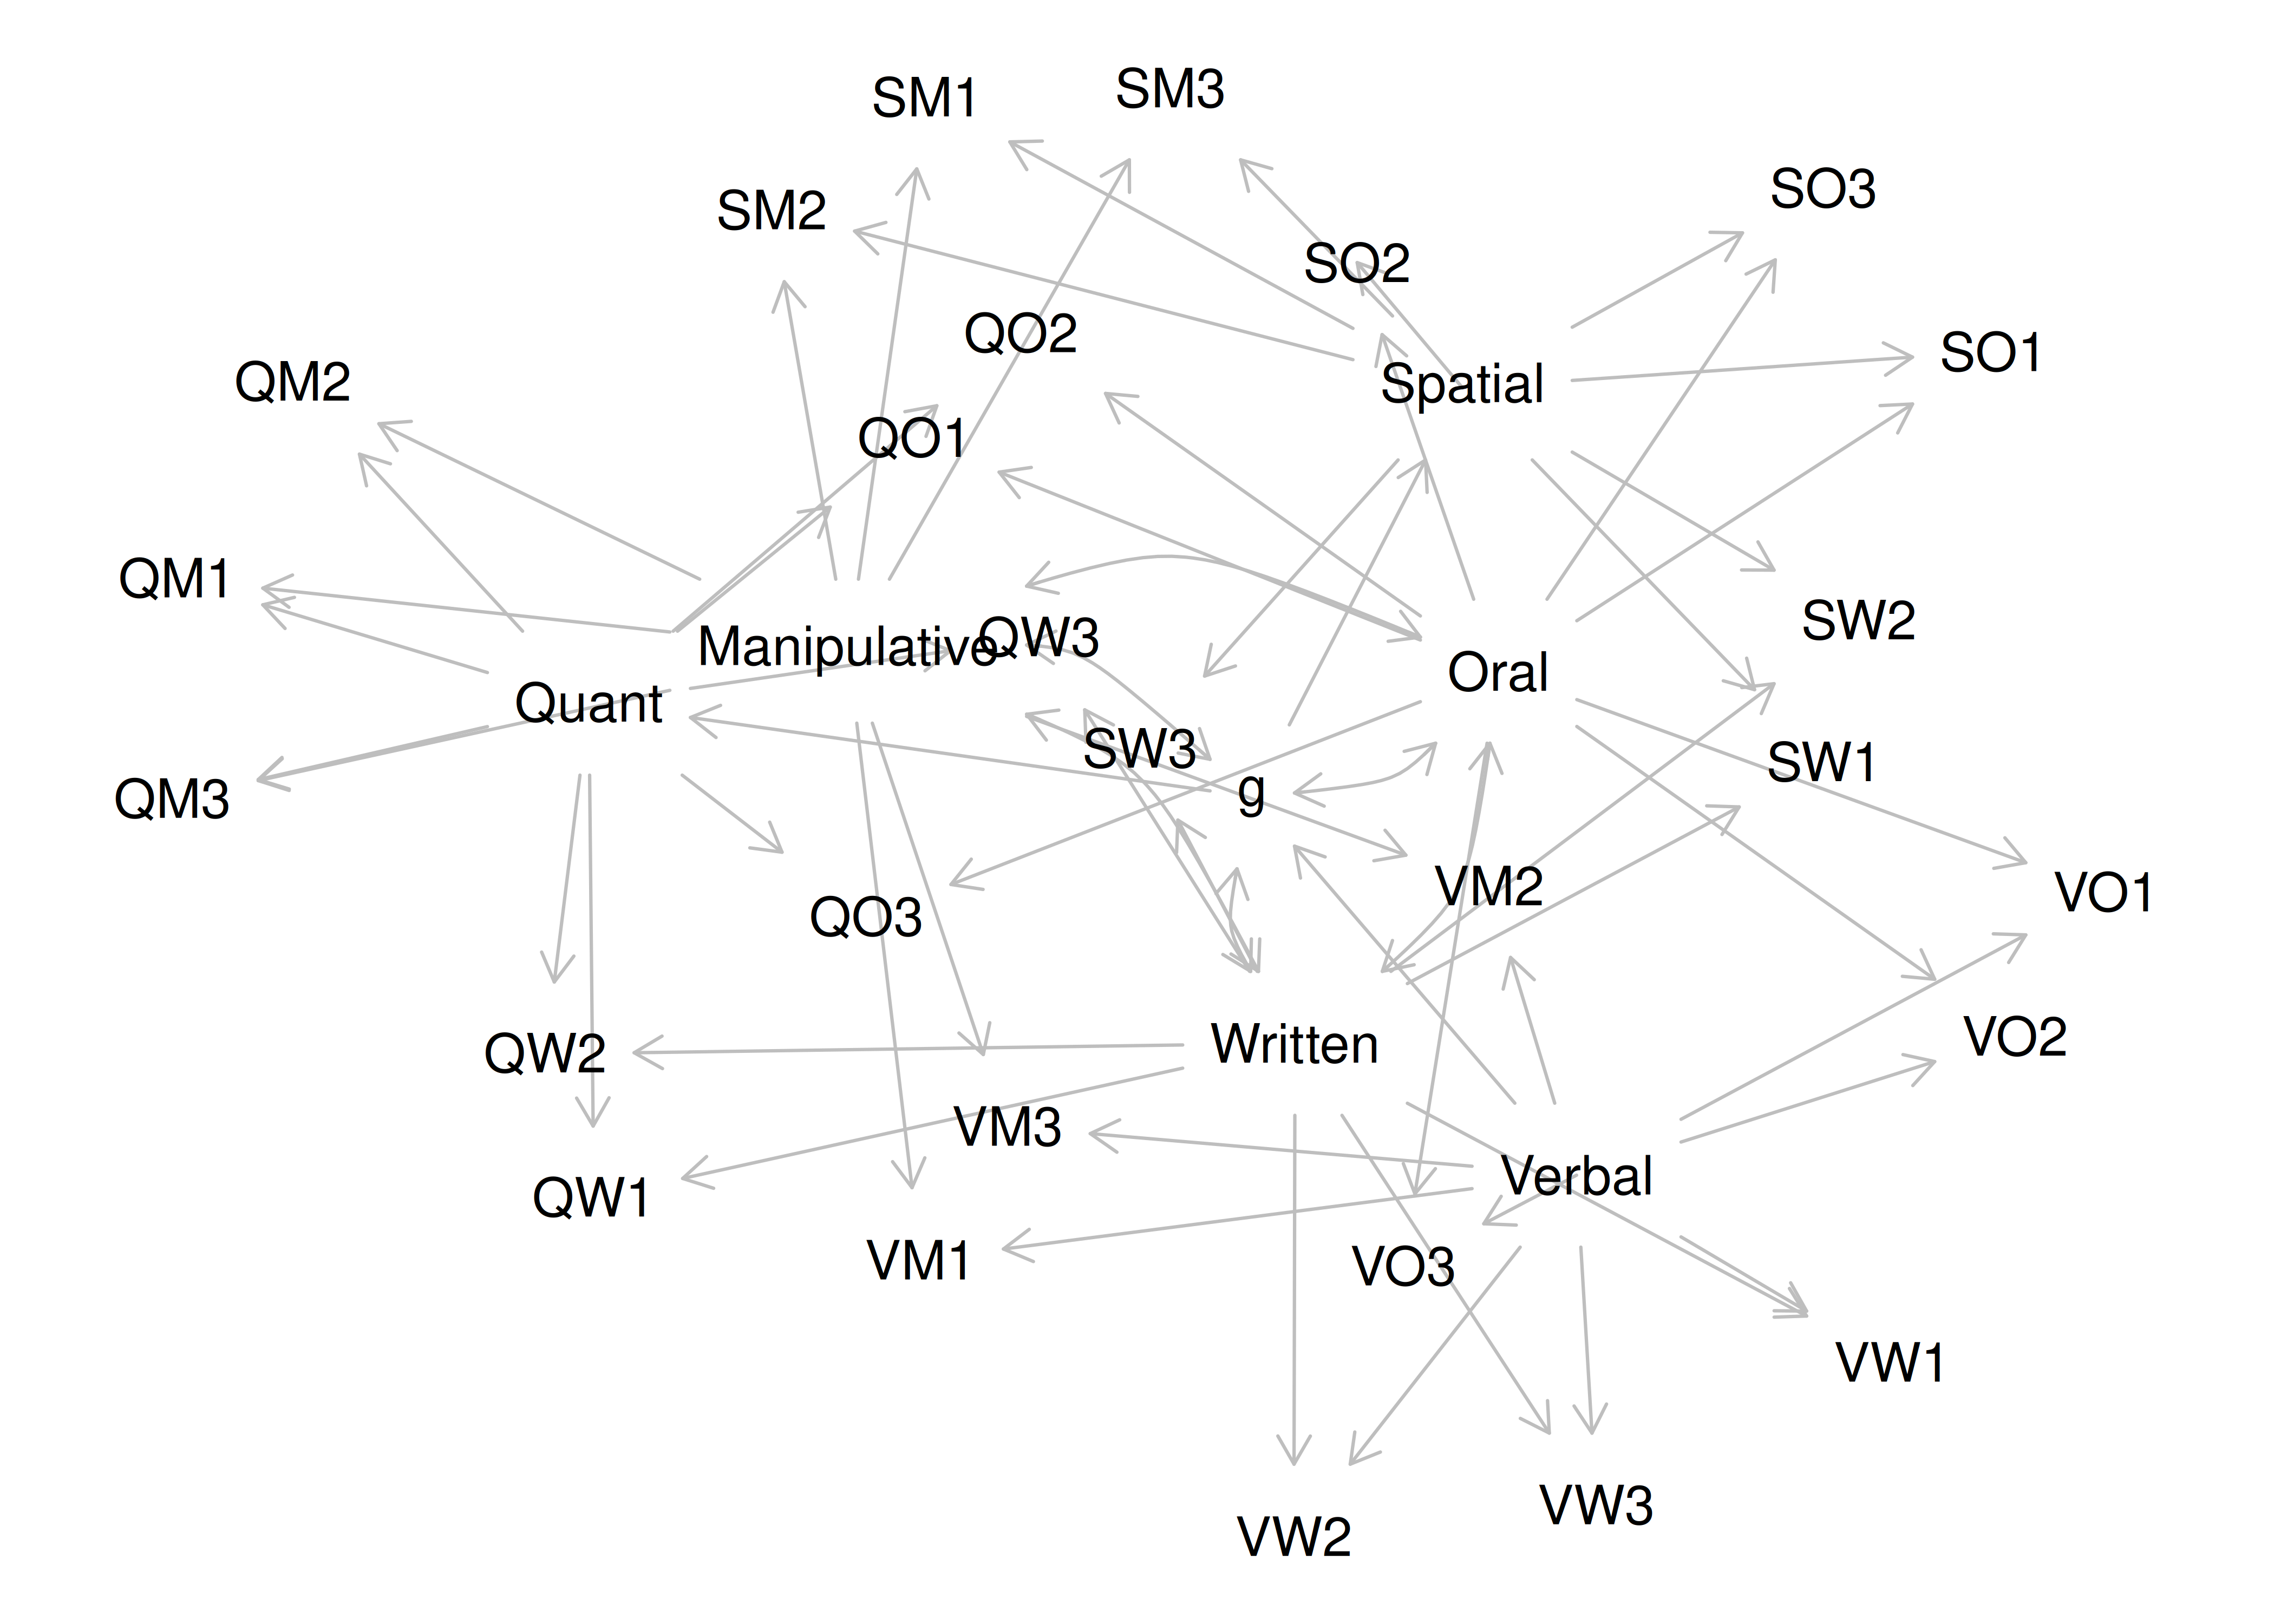 SM3
SM1
SO3
SM2
SO2
QO2
SO1
QM2
Spatial
QO1
QM1
SW2
QW3
Manipulative
Oral
Quant
SW3
SW1
g
QM3
VM2
VO1
QO3
VO2
Written
QW2
VM3
Verbal
QW1
VM1
VO3
VW1
VW3
VW2